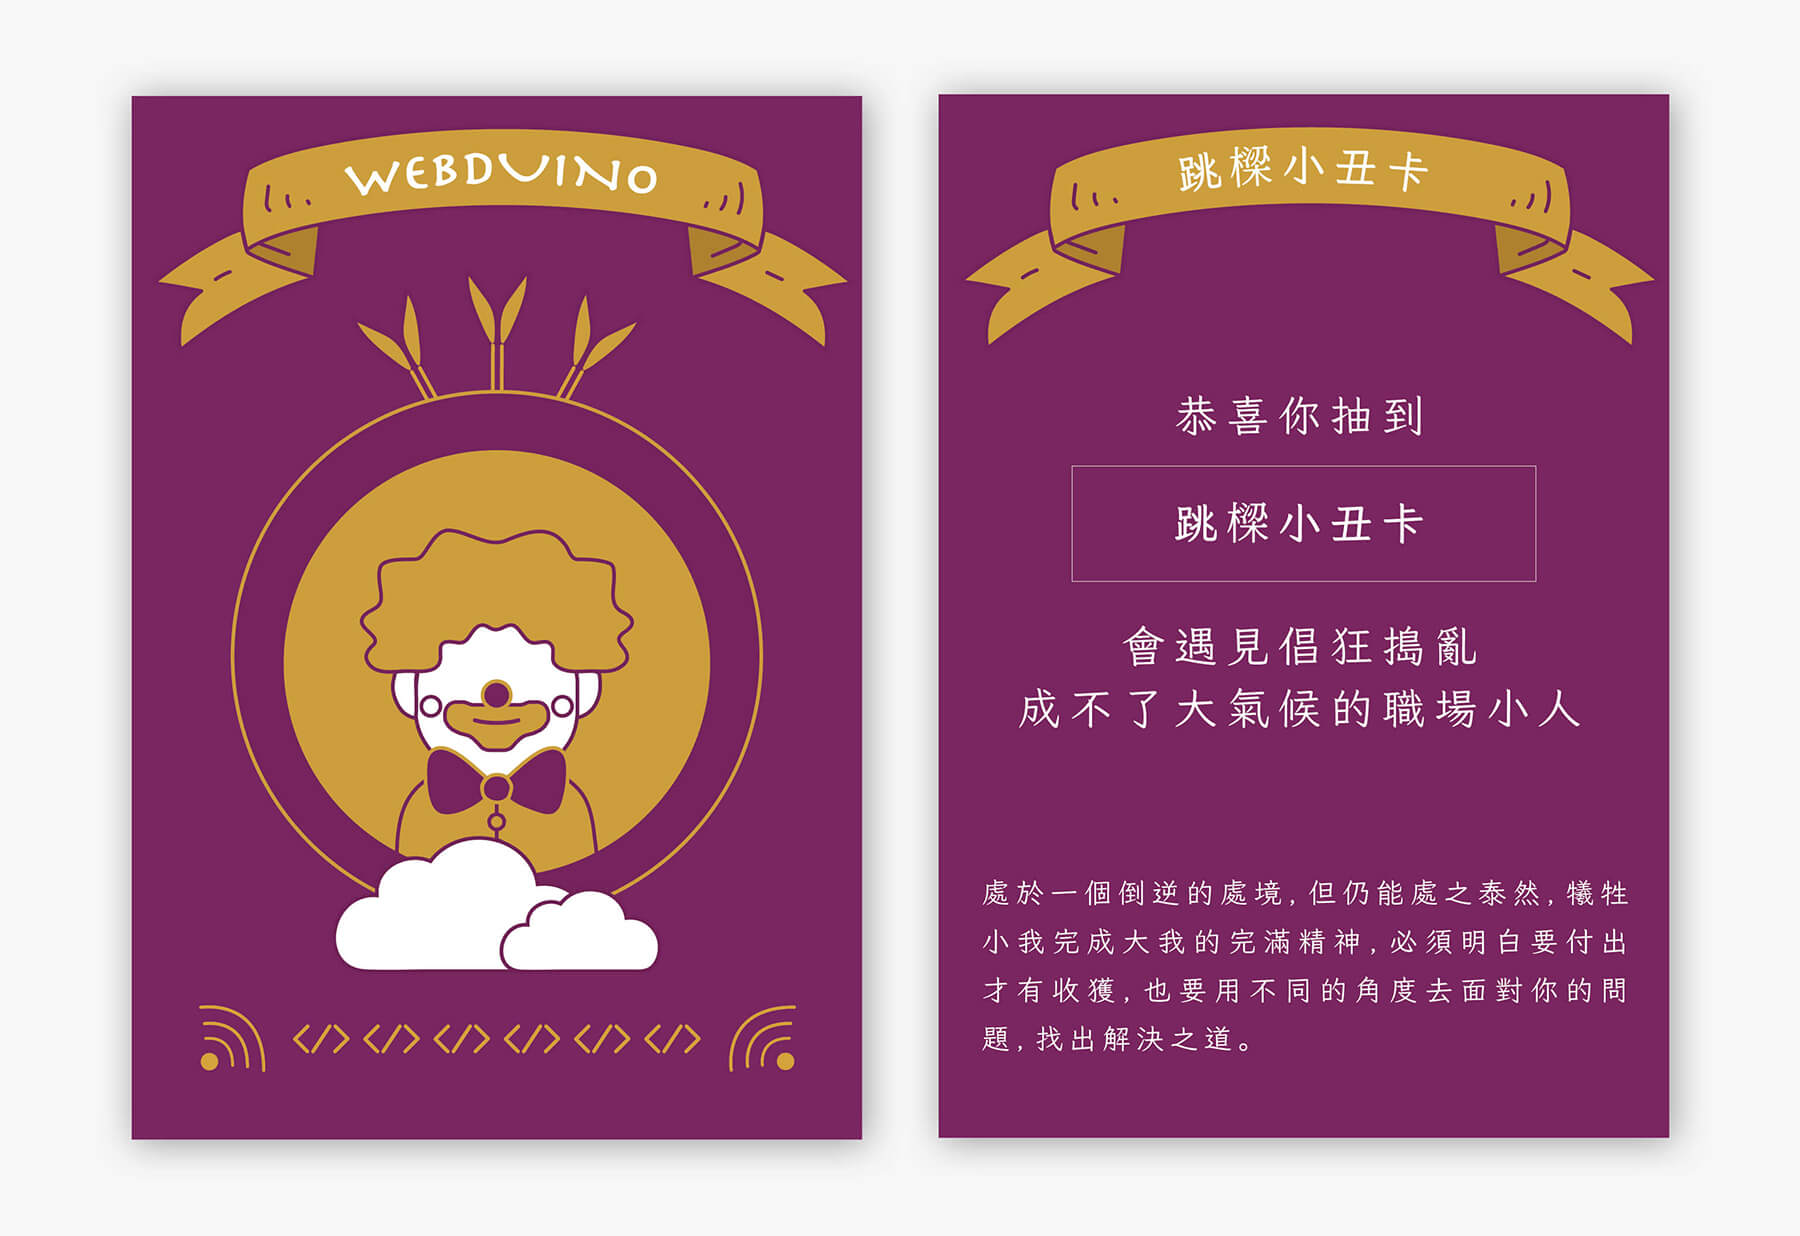 WEBDUINO
</> </> </> </> </> </>
跳樑小丑卡
恭喜你抽到
跳樑小丑卡
會遇見倡狂搗亂
成不了大氣候的職場小人
處於一個倒逆的處境,但仍能處之泰然,犧牲
小我完成大我的完滿精神,必須明白要付出
才有收獲,也要用不同的角度去面對你的問
題,找出解決之道。